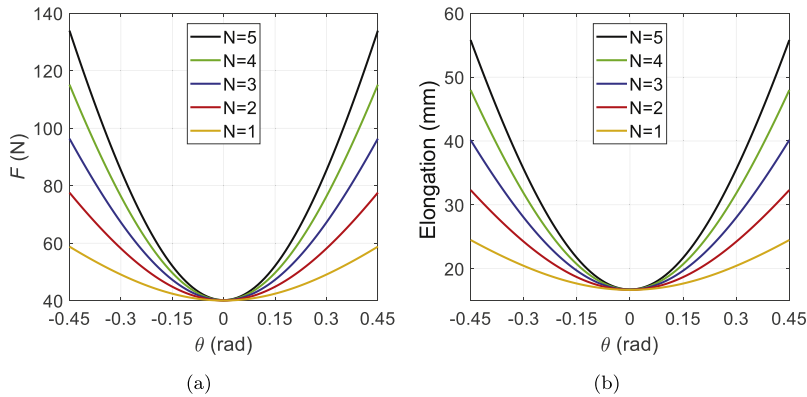 140
120
100
80
60
40
F (N)
-0.45 -0.3 -0.15 0 0.15 0.3 0.45
θ (rad)
N=5
N=4
N=3
N=2
N=1
(a)
60
50
40
30
20
Elongation (mm)
-0.45 -0.3 -0.15 0 0.15 0.3 0.45
θ (rad)
N=5
N=4
N=3
N=2
N=1
(b)